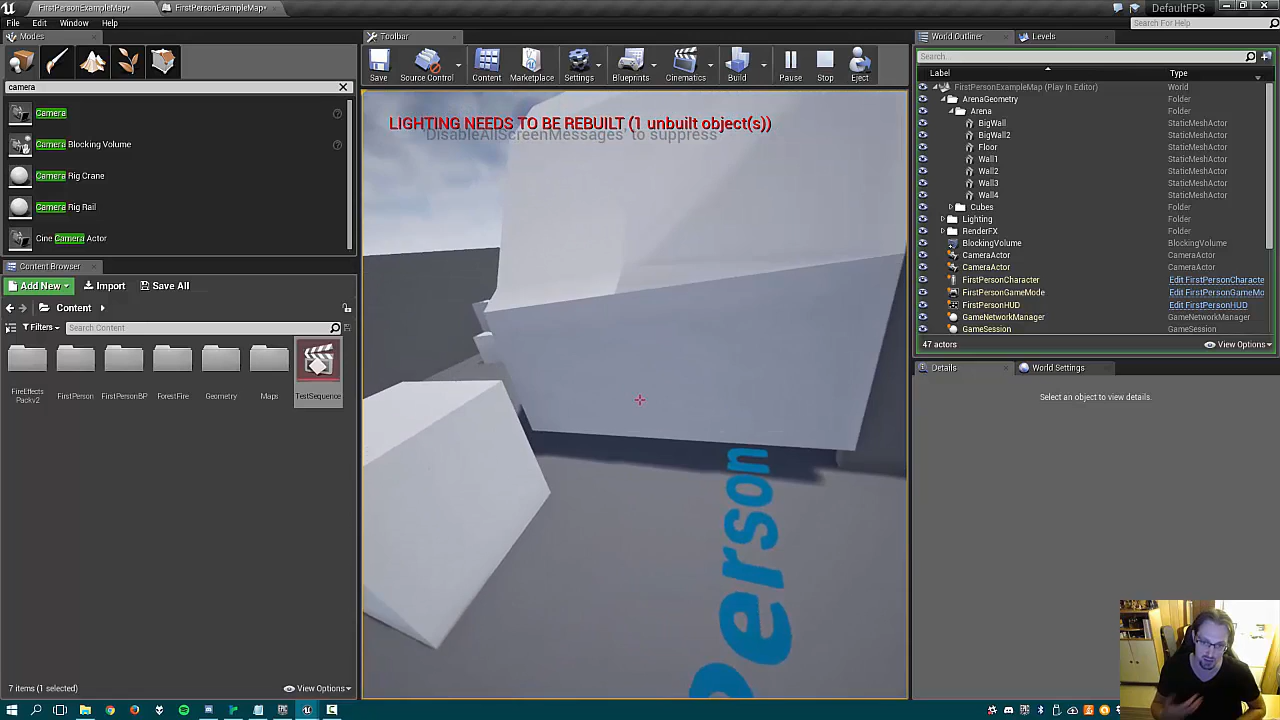 FirstPersonExampleMap*
FirstPersonExampleMap*
DefaultFPS
File
Edit
Window
Help
Search For Help
Modes
Toolbar
World Outliner
Levels
Save
Source Control
Content
Marketplace
Settings
Blueprints
Cinematics
Build
Pause
Stop
Eject
Search...
Label
Type
camera
Camera
Camera Blocking Volume
Camera Rig Crane
Camera Rig Rail
Cine Camera Actor
LIGHTING NEEDS TO BE REBUILT (1 unbuilt object(s))
'DisableAllScreenMessages' to suppress
FirstPersonExampleMap (Play In Editor)
World
ArenaGeometry
Folder
Arena
Folder
BigWall
StaticMeshActor
BigWall2
StaticMeshActor
Floor
StaticMeshActor
Wall1
StaticMeshActor
Wall2
StaticMeshActor
Wall3
StaticMeshActor
Wall4
StaticMeshActor
Cubes
Folder
Lighting
Folder
RenderFX
Folder
BlockingVolume
BlockingVolume
CameraActor
CameraActor
CameraActor
CameraActor
FirstPersonCharacter
Edit FirstPersonCharacte
FirstPersonGameMode
Edit FirstPersonGameMo
FirstPersonHUD
Edit FirstPersonHUD
GameNetworkManager
GameNetworkManager
GameSession
GameSession
47 actors
View Options
Content Browser
Add New
Import
Save All
Content
Filters
Search Content
FireEffects
Packv2
FirstPerson
FirstPersonBP
ForestFire
Geometry
Maps
TestSequence
Details
World Settings
Select an object to view details.
Person
7 items (1 selected)
View Options